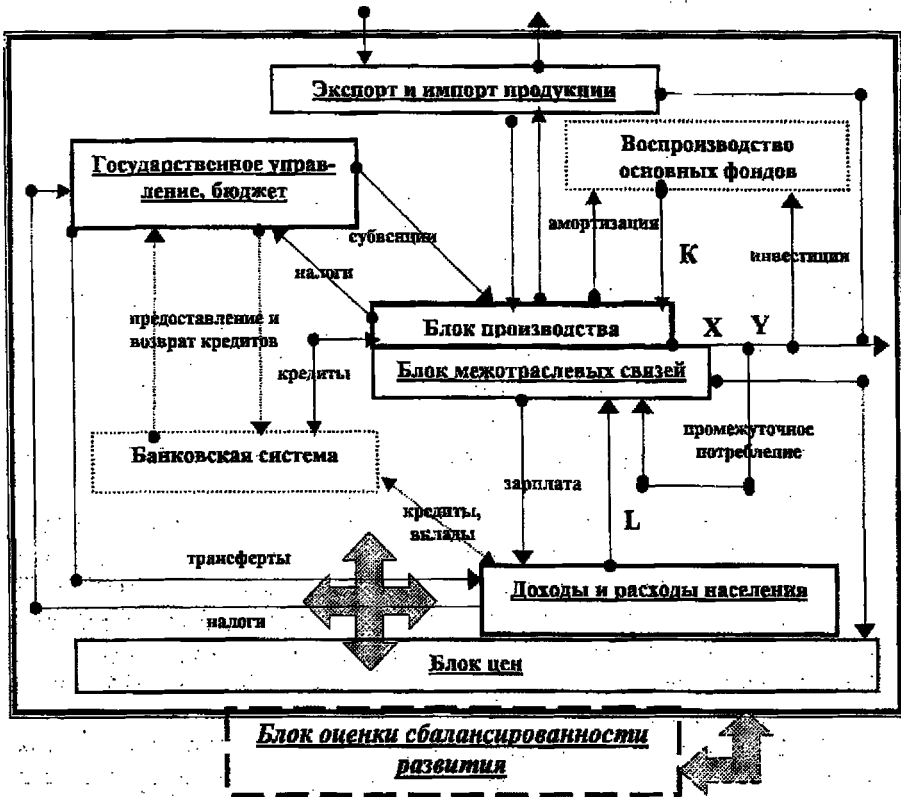 Экспорт и импорт продукции
Воспроизводство
основных фондов
Государственное управ-
ление, бюджет
субвенции
амортизация
К
инвестиции
налоги
предоставление и
возврат кредитов
Блок производства
X
Y
кредиты
Блок межотраслевых связей
Банковская система
промежуточное
потребление
зарплата
L
кредиты,
вклады
трансферты
Доходы и расходы населения
налоги
Блок цен
Блок оценки сбалансированности
развития